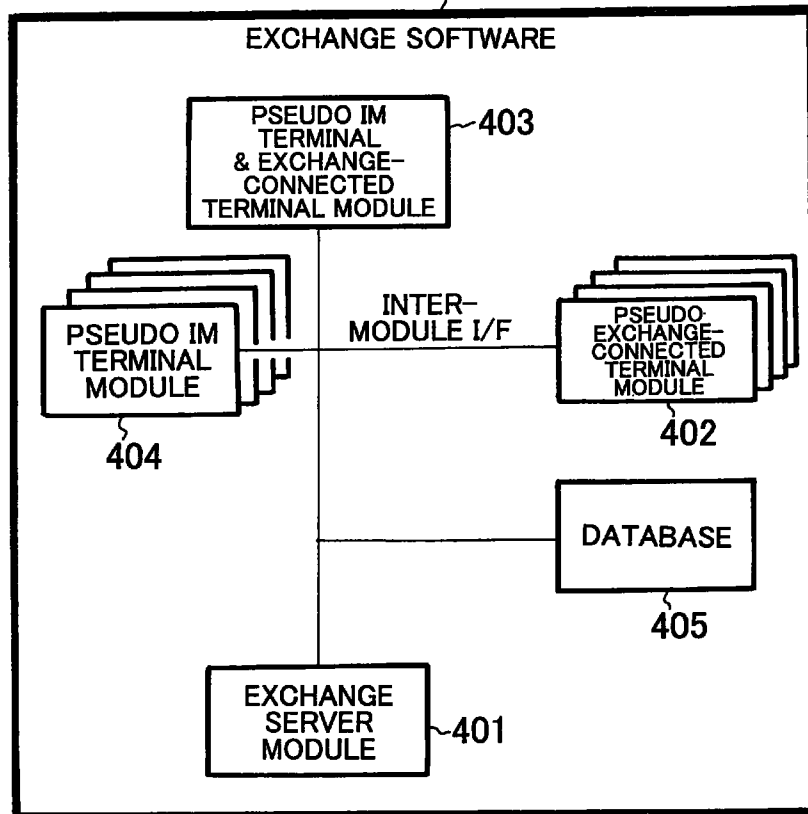 EXCHANGE SOFTWARE
PSEUDO IM
TERMINAL
& EXCHANGE-
CONNECTED
TERMINAL MODULE
403
PSEUDO IM
TERMINAL
MODULE
404
INTER-
MODULE I/F
PSEUDO
EXCHANGE-
CONNECTED
TERMINAL
MODULE
402
DATABASE
405
EXCHANGE
SERVER
MODULE
401